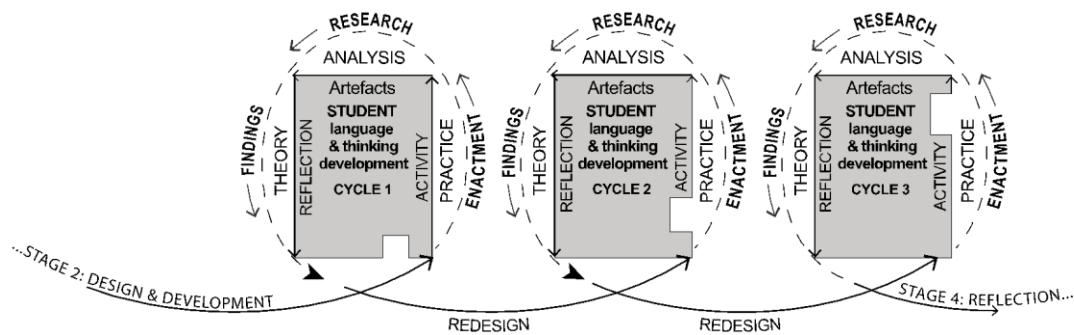 RESEARCH
ANALYSIS
FINDINGS
THEORY
REFLECTION
Artefacts
STUDENT
language
& thinking
development
CYCLE 1
ACTIVITY
PRACTICE
ENACTMENT
RESEARCH
ANALYSIS
FINDINGS
THEORY
REFLECTION
Artefacts
STUDENT
language
& thinking
development
CYCLE 2
ACTIVITY
PRACTICE
ENACTMENT
RESEARCH
ANALYSIS
FINDINGS
THEORY
REFLECTION
Artefacts
STUDENT
language
& thinking
development
CYCLE 3
ACTIVITY
PRACTICE
ENACTMENT
...STAGE 2: DESIGN & DEVELOPMENT
REDESIGN
REDESIGN
STAGE 4: REFLECTION...